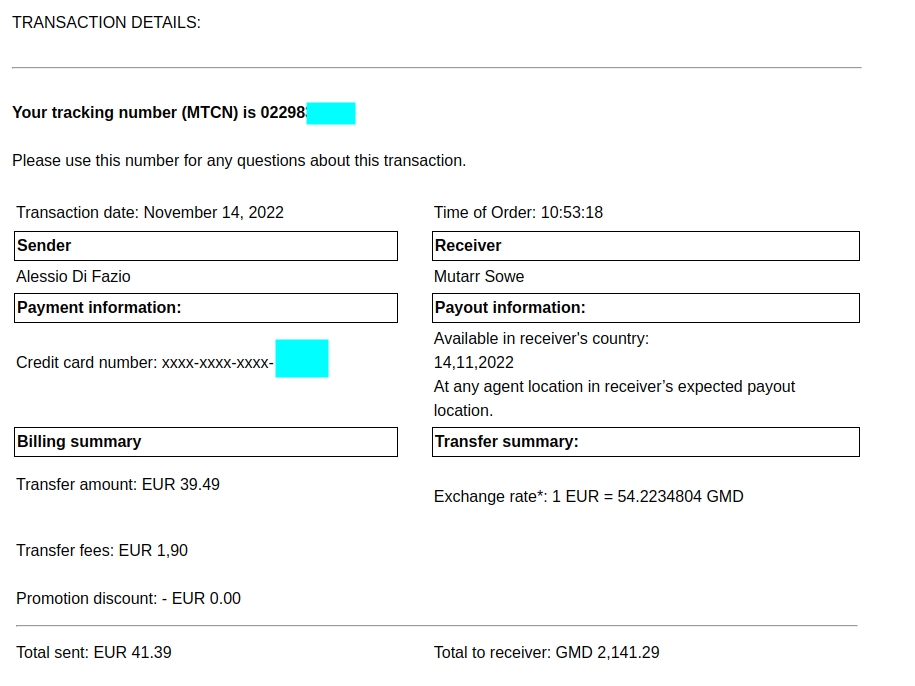 TRANSACTION DETAILS:
Your tracking number (MTCN) is 02298
Please use this number for any questions about this transaction.
Transaction date: November 14, 2022
Time of Order: 10:53:18
Sender
Receiver
Alessio Di Fazio
Mutarr Sowe
Payment information:
Payout information:
Credit card number: xxxx-xxxx-xxxx-
Available in receiver's country:
14,11,2022
At any agent location in receiver’s expected payout
location.
Billing summary
Transfer summary:
Transfer amount: EUR 39.49
Exchange rate*: 1 EUR = 54.2234804 GMD
Transfer fees: EUR 1,90
Promotion discount: - EUR 0.00
Total sent: EUR 41.39
Total to receiver: GMD 2,141.29